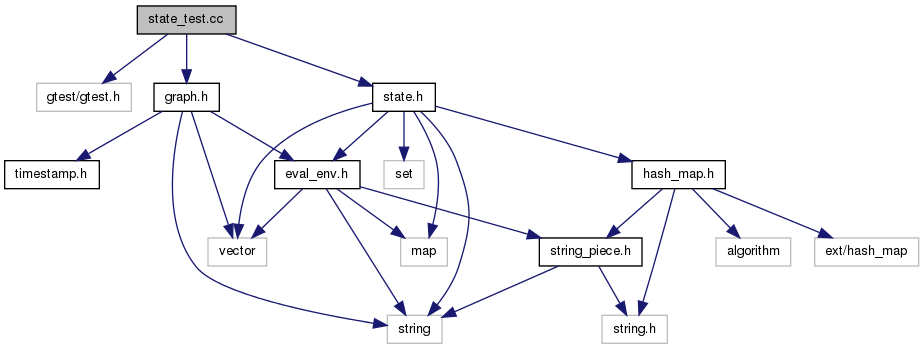 state_test.cc
gtest/gtest.h
graph.h
state.h
timestamp.h
eval_env.h
set
hash_map.h
vector
map
string_piece.h
algorithm
ext/hash_map
string
string.h